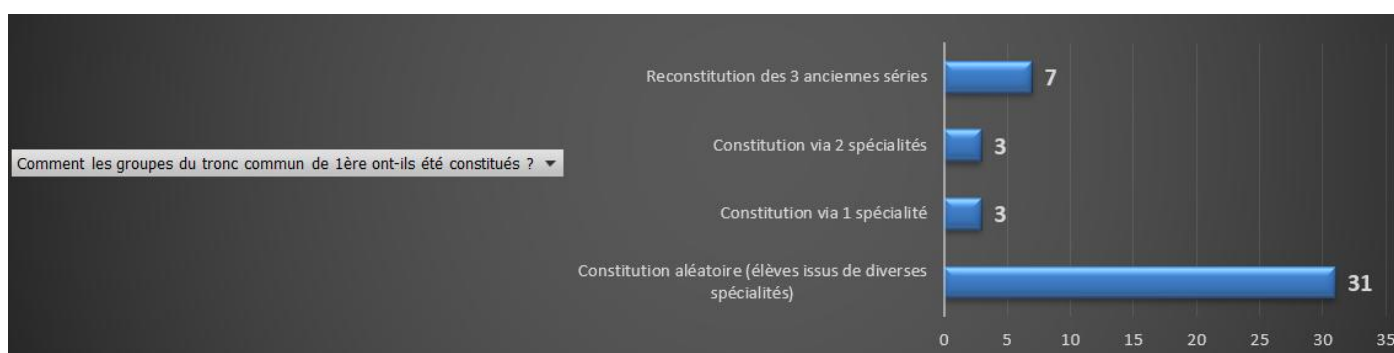 Reconstitution des 3 anciennes séries
7
Constitution via 2 spécialités
3
Comment les groupes du tronc commun de 1ère ont-ils été constitués ?
Constitution via 1 spécialité
3
Constitution aléatoire (élèves issus de diverses
spécialités)
31
0 5 10 15 20 25 30 35